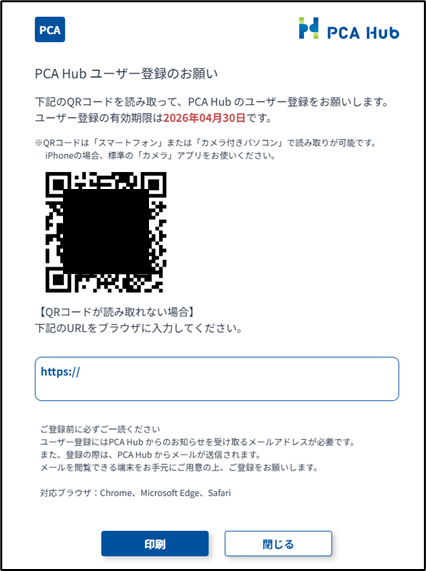 PCA
PCA Hub
PCA Hub ユーザー登録のお願い
下記のQRコードを読み取って、PCA Hub のユーザー登録をお願いします。
ユーザー登録の有効期限は2026年04月30日です。
※QRコードは「スマートフォン」または「カメラ付きパソコン」で読み取りが可能です。
iPhoneの場合、標準の「カメラ」アプリをお使いください。
【QRコードが読み取れない場合】
下記のURLをブラウザに入力してください。
https://
ご登録前に必ずご一読ください
ユーザー登録にはPCA Hub からのお知らせを受け取るメールアドレスが必要です。
また、登録の際は、PCA Hub からメールが送信されます。
メールを閲覧できる端末をお手元にご用意の上、ご登録をお願いします。
対応ブラウザ：Chrome、Microsoft Edge、Safari
印刷
閉じる